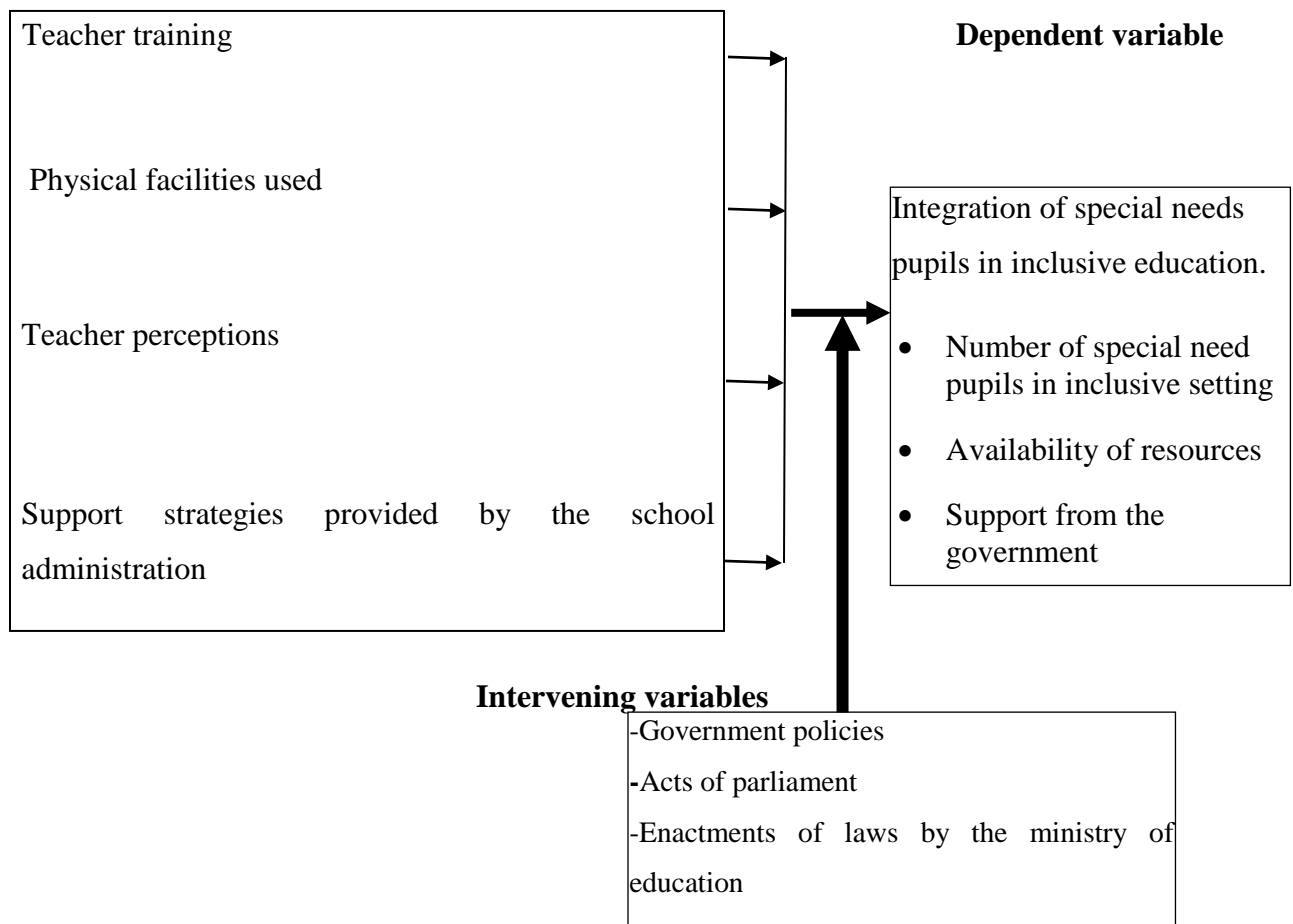 Teacher training
Dependent variable
Physical facilities used
Teacher perceptions
Support strategies provided by the school
administration
Integration of special needs
pupils in inclusive education.
• Number of special need
pupils in inclusive setting
• Availability of resources
• Support from the
government
Intervening variables
-Government policies
-Acts of parliament
-Enactments of laws by the ministry of
education